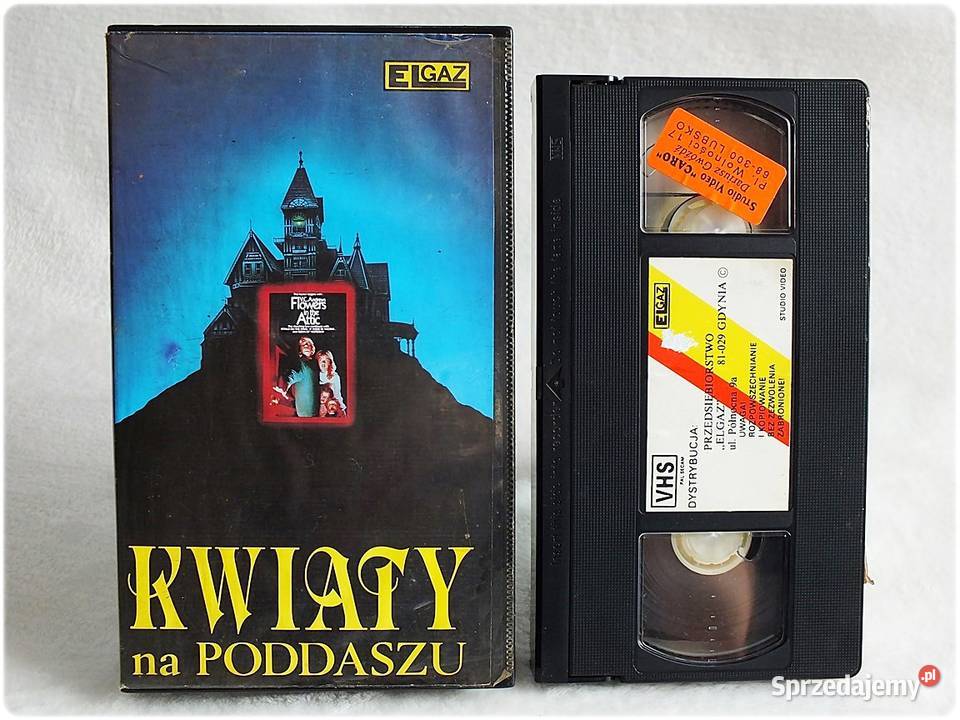 ELGAZ
V.C. Andrews
Flowers
in the
Attic
KWIATY
na PODDASZU
Studio Video "CARO"
Dariusz Gwóźdź
Pl. Wolności 17
68-300 LUBSKO
VHS
ELGAZ
STUDIO VIDEO
VHS
PAL SECAM
DYSTRYBUCJA:
PRZEDSIĘBIORSTWO
„ELGAZ” 81-029 GDYNIA ©
ul. Północna 9a
UWAGA!
ROZPOWSZECHNIANIE
I KOPIOWANIE
BEZ ZEZWOLENIA
ZABRONIONE!
Sprzedajemy.pl